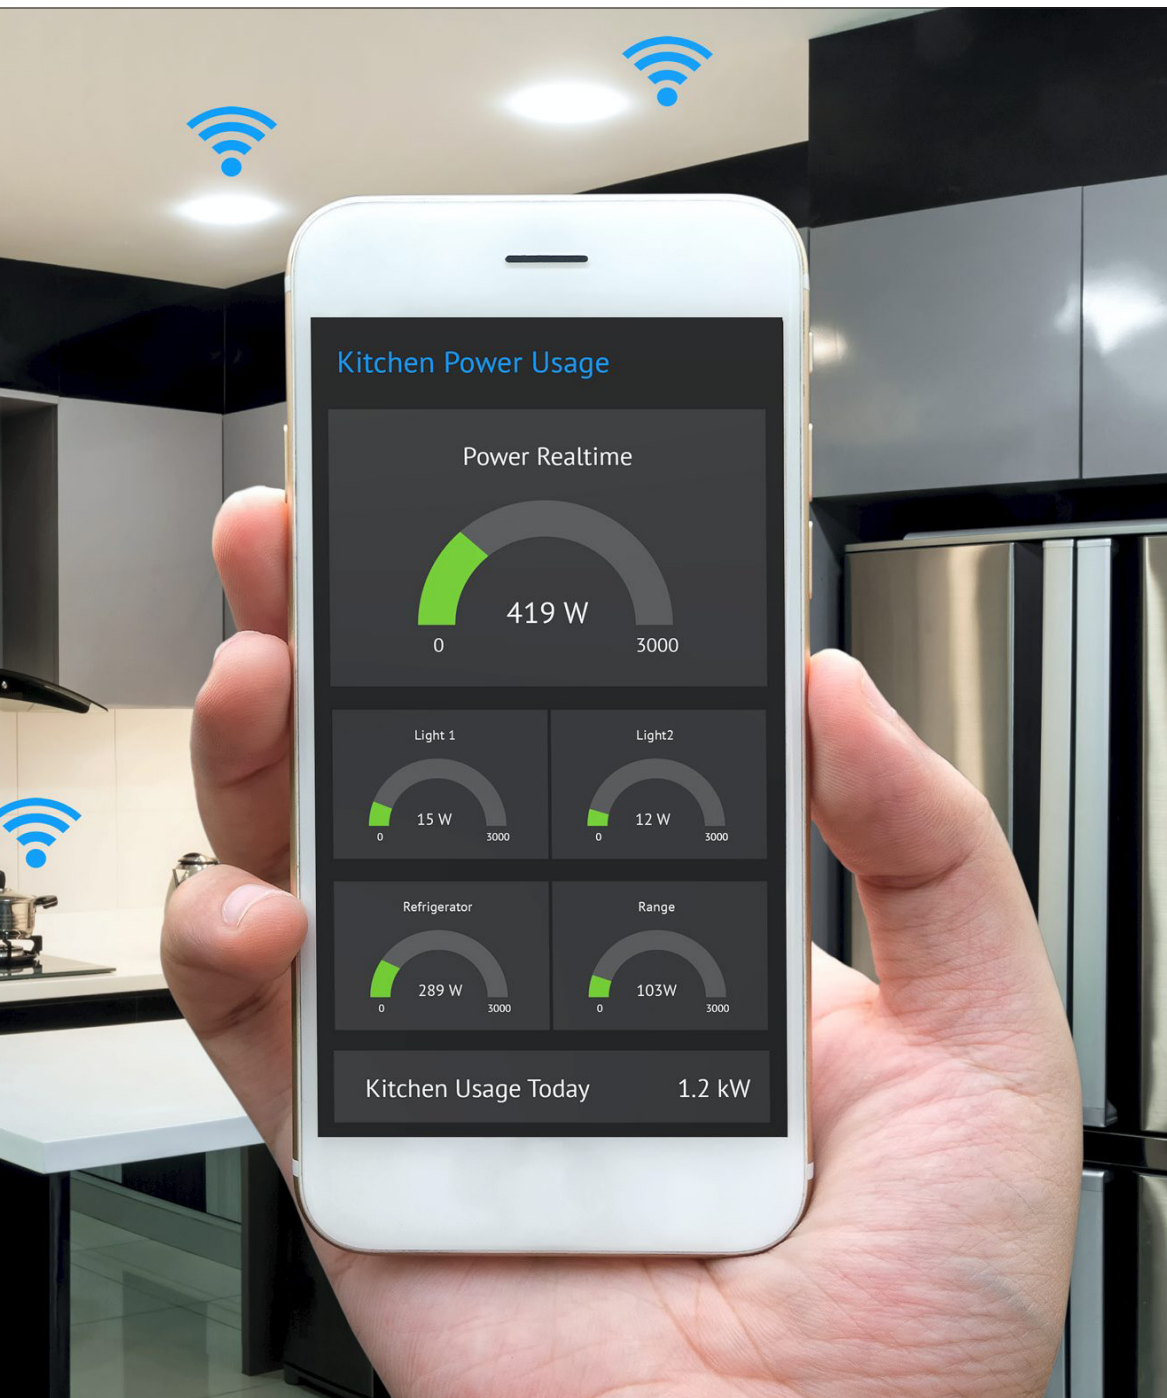 Kitchen Power Usage
Power Realtime
419 W
0 3000
Light 1
15 W
0 3000
Light2
12 W
0 3000
Refrigerator
289 W
0 3000
Range
103W
0 3000
Kitchen Usage Today 1.2 kW